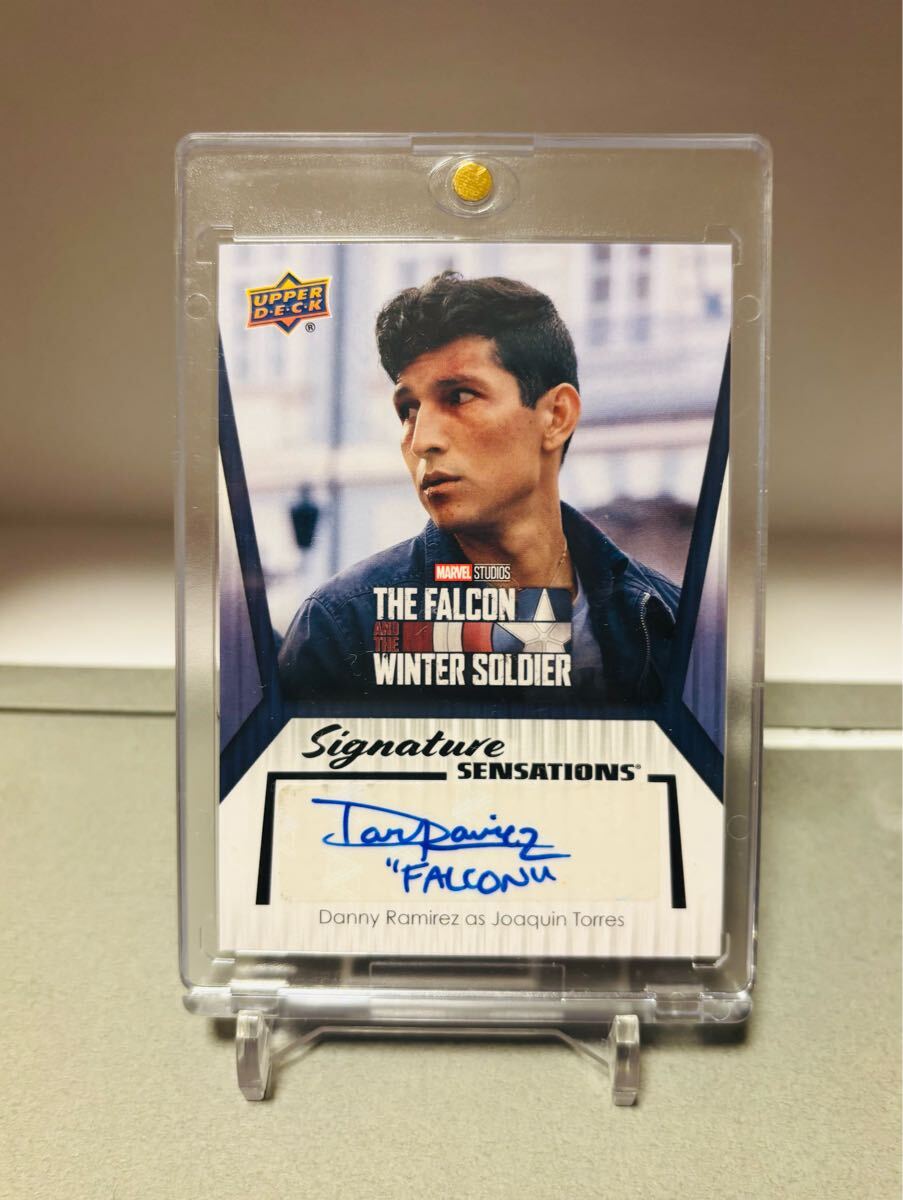 UPPER
D·E·C·K
®
MARVEL STUDIOS
THE FALCON
AND
THE
WINTER SOLDIER
Signature
SENSATIONS®
"FALCON"
Danny Ramirez as Joaquin Torres